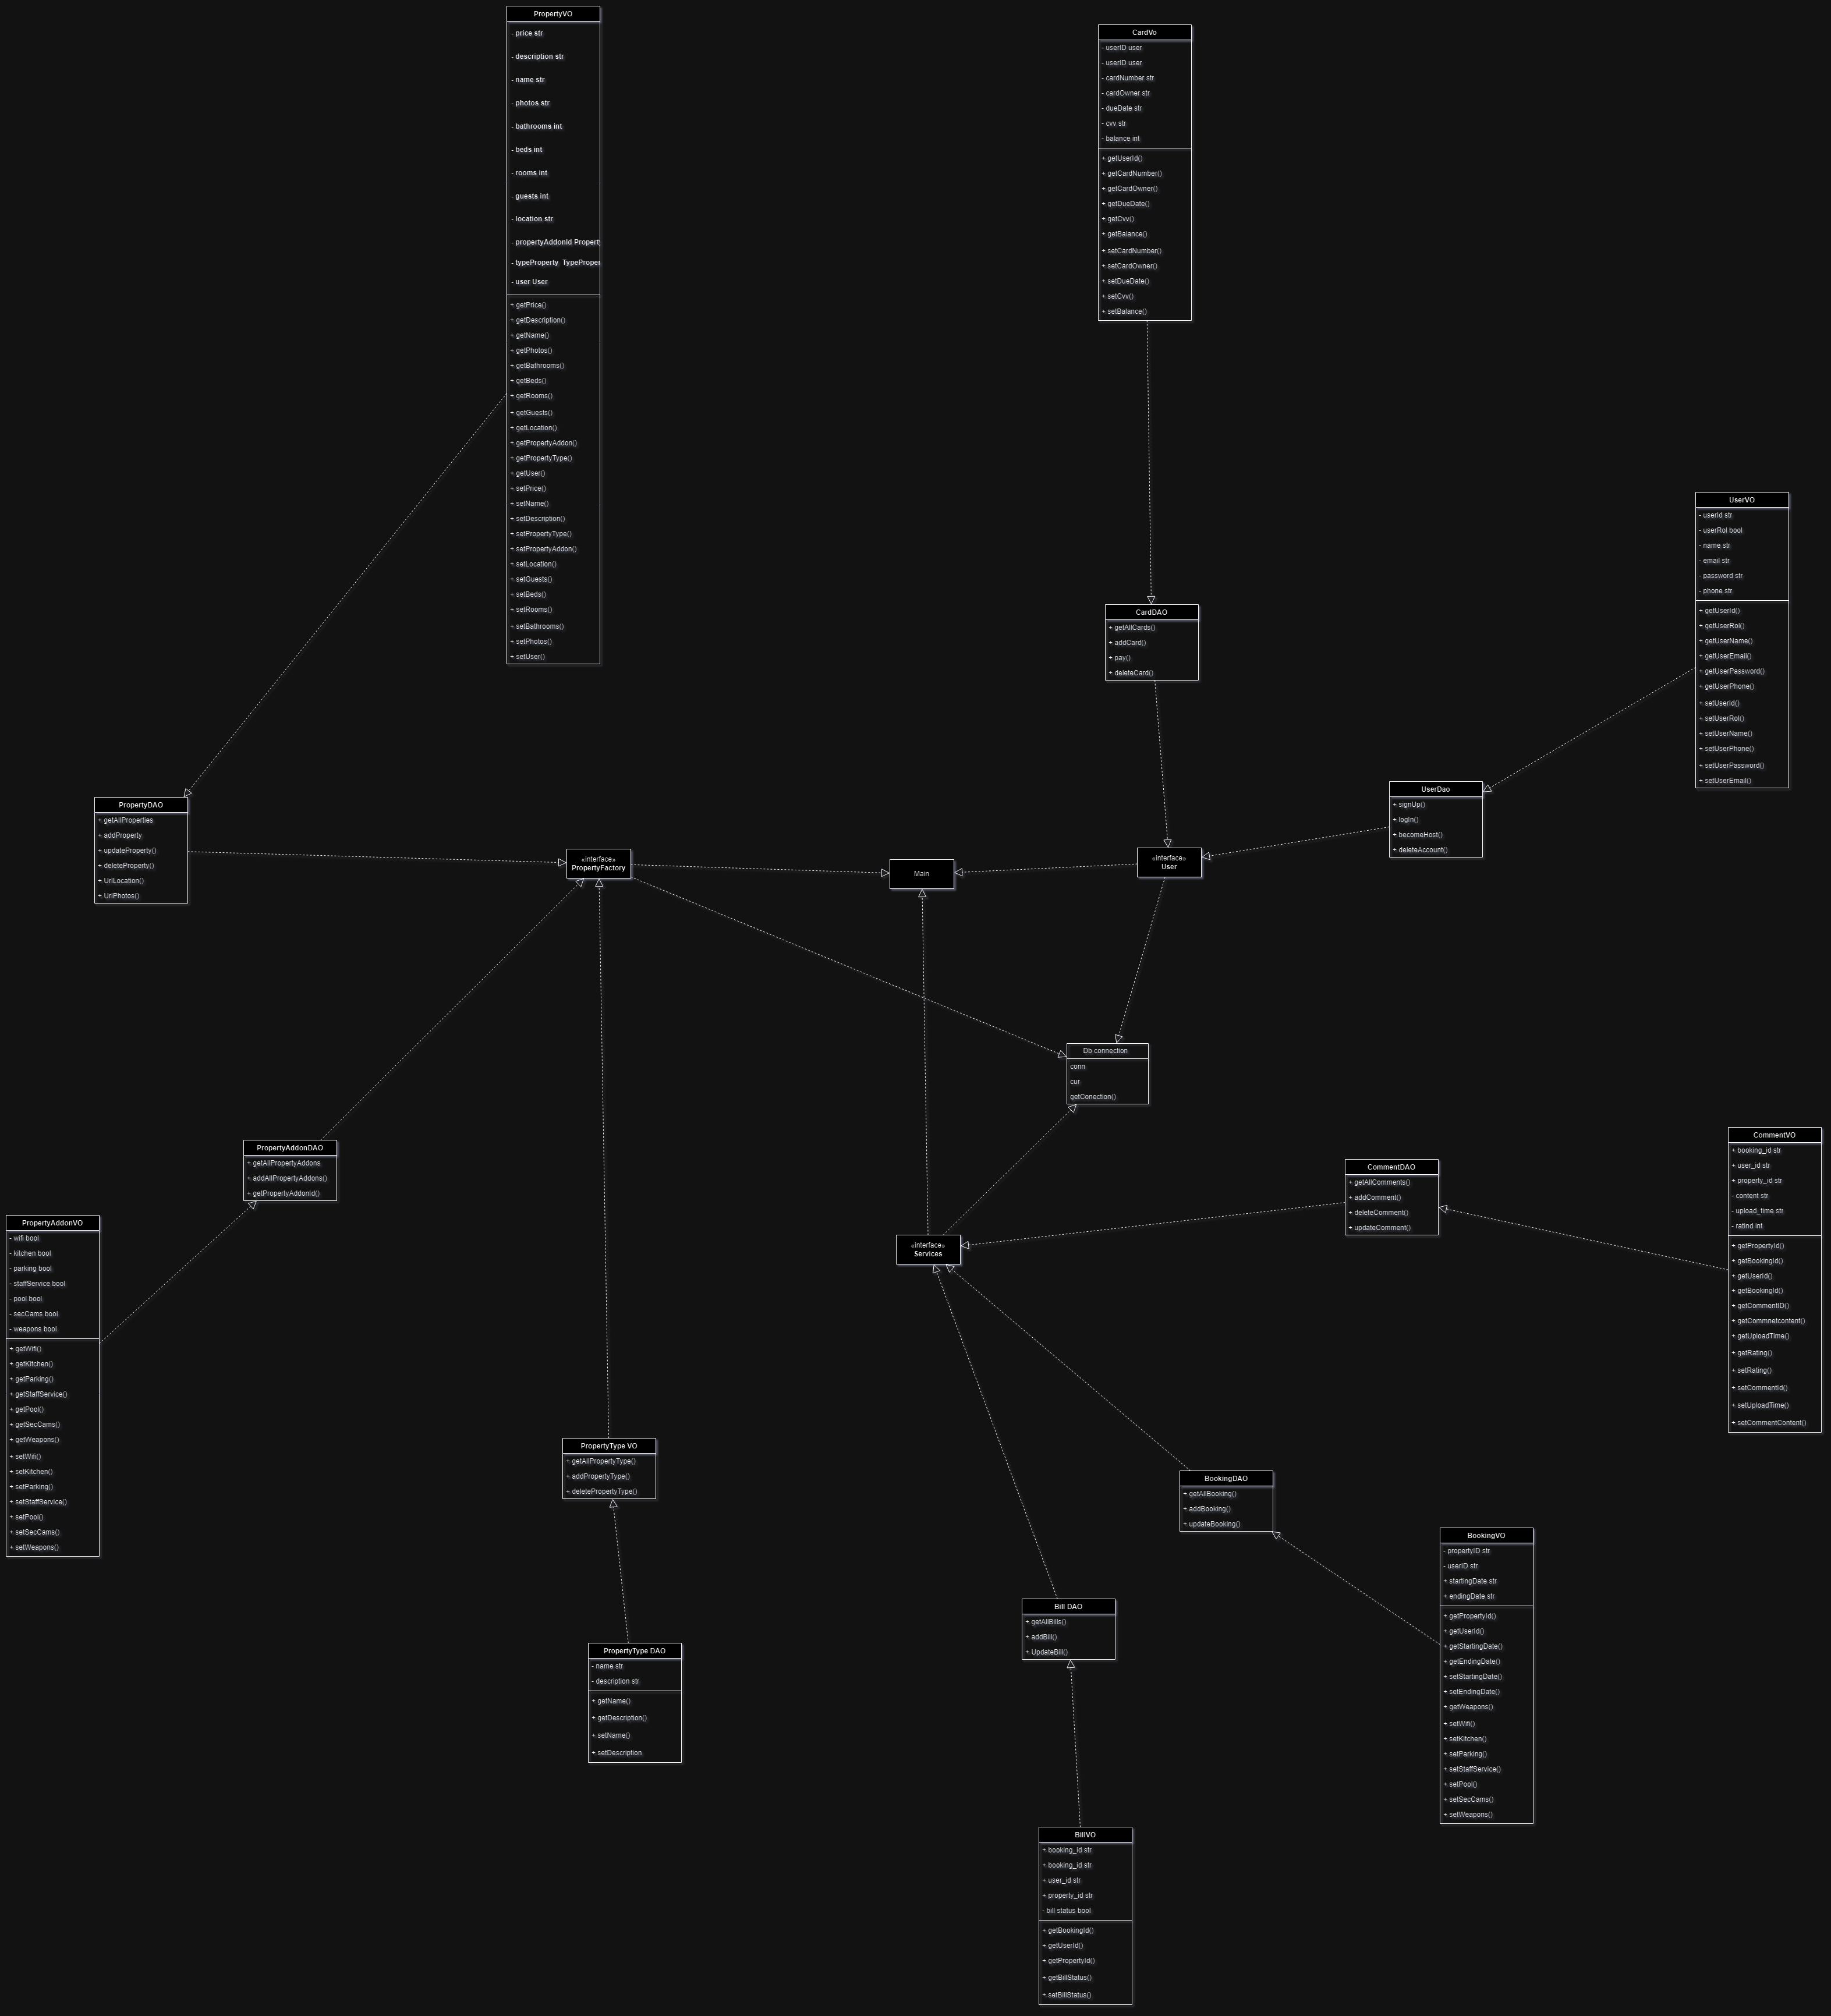 PropertyVO
- price str
- description str
- name str
- photos str
- bathrooms int
- beds int
- rooms int
- guests int
- location str
- propertyAddonId Propert
- typeProperty TypeProper
- user User
+ getPrice()
+ getDescription()
+ getName()
+ getPhotos()
+ getBathrooms()
+ getBeds()
+ getRooms()
+ getGuests()
+ getLocation()
+ getPropertyAddon()
+ getPropertyType()
+ getUser()
+ setPrice()
+ setName()
+ setDescription()
+ setPropertyType()
+ setPropertyAddon()
+ setLocation()
+ setGuests()
+ setBeds()
+ setRooms()
+ setBathrooms()
+ setPhotos()
+ setUser()
CardVo
- userID user
- userID user
- cardNumber str
- cardOwner str
- dueDate str
- cvv str
- balance int
+ getUserId()
+ getCardNumber()
+ getCardOwner()
+ getDueDate()
+ getCvv()
+ getBalance()
+ setCardNumber()
+ setCardOwner()
+ setDueDate()
+ setCvv()
+ setBalance()
UserVO
- userId str
- userRol bool
- name str
- email str
- password str
- phone str
+ getUserId()
+ getUserRol()
+ getUserName()
+ getUserEmail()
+ getUserPassword()
+ getUserPhone()
+ setUserId()
+ setUserRol()
+ setUserName()
+ setUserPhone()
+ setUserPassword()
+ setUserEmail()
CardDAO
+ getAllCards()
+ addCard()
+ pay()
+ deleteCard()
UserDao
+ signUp()
+ logIn()
+ becomeHost()
+ deleteAccount()
PropertyDAO
+ getAllProperties
+ addProperty
+ updateProperty()
+ deleteProperty()
+ UrlLocation()
+ UrlPhotos()
«interface»
PropertyFactory
Main
«interface»
User
Db connection
conn
cur
getConection()
PropertyAddonDAO
+ getAllPropertyAddons
+ addAllPropertyAddons()
+ getPropertyAddonId()
PropertyAddonVO
- wifi bool
- kitchen bool
- parking bool
- staffService bool
- pool bool
- secCams bool
- weapons bool
+ getWifi()
+ getKitchen()
+ getParking()
+ getStaffService()
+ getPool()
+ getSecCams()
+ getWeapons()
+ setWifi()
+ setKitchen()
+ setParking()
+ setStaffService()
+ setPool()
+ setSecCams()
+ setWeapons()
«interface»
Services
CommentDAO
+ getAllComments()
+ addComment()
+ deleteComment()
+ updateComment()
CommentVO
+ booking_id str
+ user_id str
+ property_id str
- content str
- upload_time str
- ratind int
+ getPropertyId()
+ getBookingId()
+ getUserId()
+ getBookingId()
+ getCommentID()
+ getCommnetcontent()
+ getUploadTime()
+ getRating()
+ setRating()
+ setCommentId()
+ setUploadTime()
+ setCommentContent()
PropertyType VO
+ getAllPropertyType()
+ addPropertyType()
+ deletePropertyType()
BookingDAO
+ getAllBooking()
+ addBooking()
+ updateBooking()
BookingVO
- propertyID str
- userID str
+ startingDate str
+ endingDate str
+ getPropertyId()
+ getUserId()
+ getStartingDate()
+ getEndingDate()
+ setStartingDate()
+ setEndingDate()
+ getWeapons()
+ setWifi()
+ setKitchen()
+ setParking()
+ setStaffService()
+ setPool()
+ setSecCams()
+ setWeapons()
Bill DAO
+ getAllBills()
+ addBill()
+ UpdateBill()
PropertyType DAO
- name str
- description str
+ getName()
+ getDescription()
+ setName()
+ setDescription
BillVO
+ booking_id str
+ booking_id str
+ user_id str
+ property_id str
- bill status bool
+ getBookingId()
+ getUserId()
+ getPropertyId()
+ getBillStatus()
+ setBillStatus()